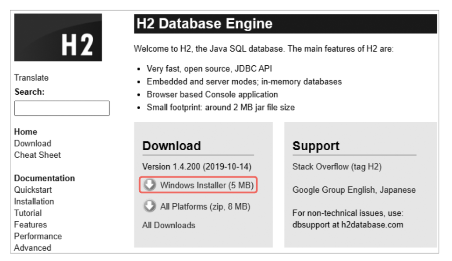 H2
Translate
Search:
Home
Download
Cheat Sheet
Documentation
Quickstart
Installation
Tutorial
Features
Performance
Advanced
H2 Database Engine
Welcome to H2, the Java SQL database. The main features of H2 are:
• Very fast, open source, JDBC API
• Embedded and server modes; in-memory databases
• Browser based Console application
• Small footprint: around 2 MB jar file size
Download
Version 1.4.200 (2019-10-14)
Windows Installer (5 MB)
All Platforms (zip, 8 MB)
All Downloads
Support
Stack Overflow (tag H2)
Google Group English, Japanese
For non-technical issues, use:
dbsupport at h2database.com